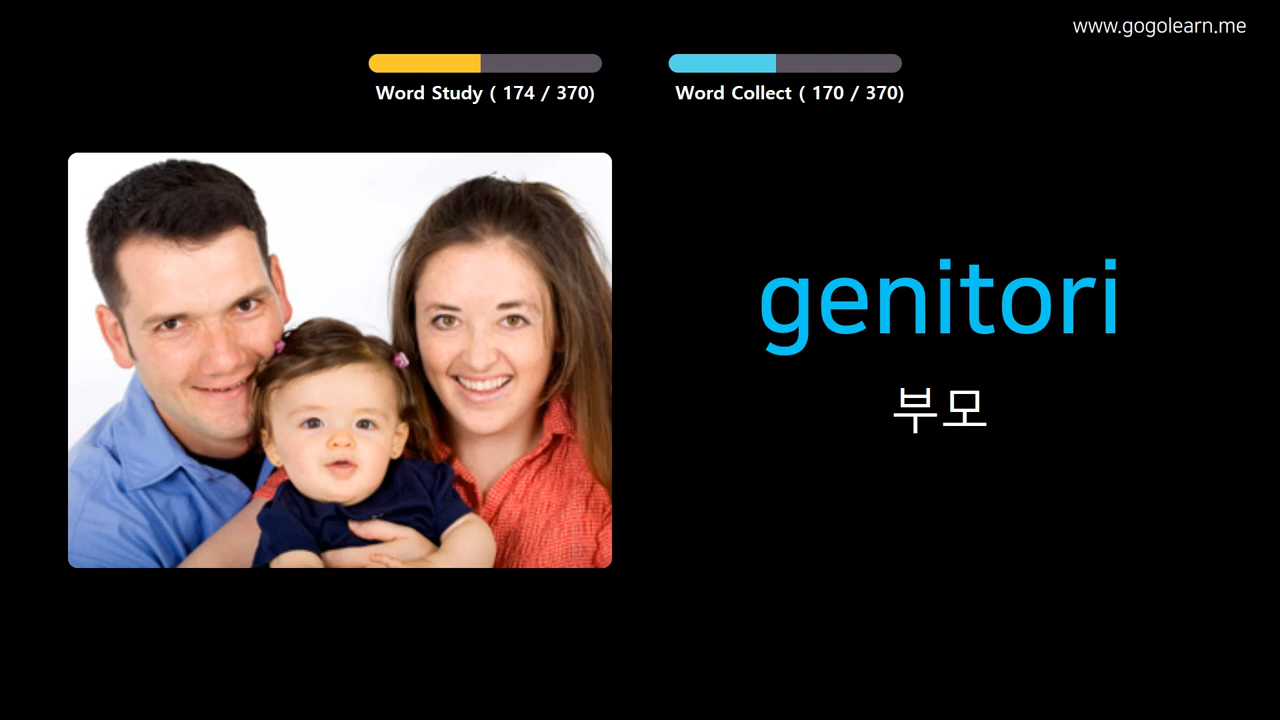 www.gogolearn.me
Word Study ( 174 / 370)
Word Collect ( 170 / 370)
genitori
부모